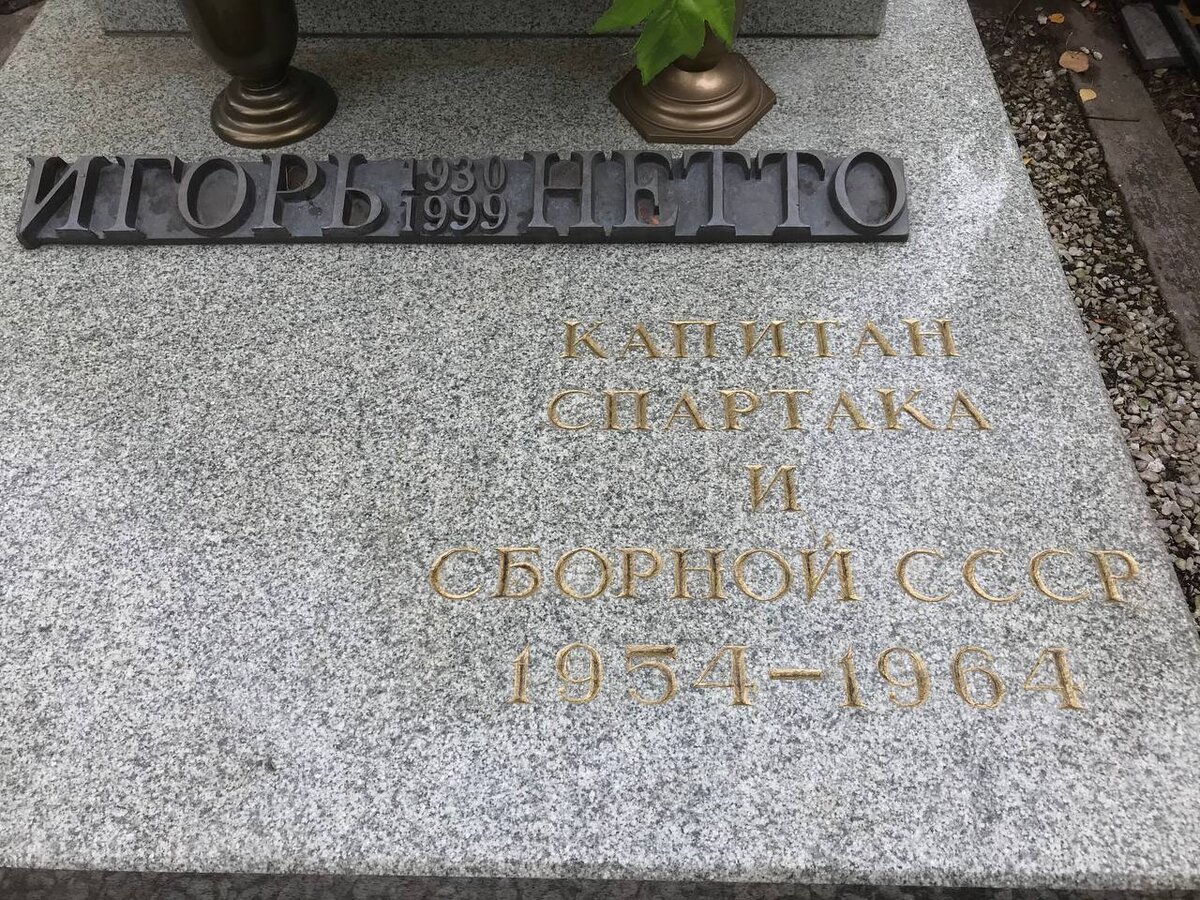 ИГОРЬ 1930 1999 НЕТТО
КАПИТАН
СПАРТАКА
И
СБОРНОЙ СССР
1954-1964